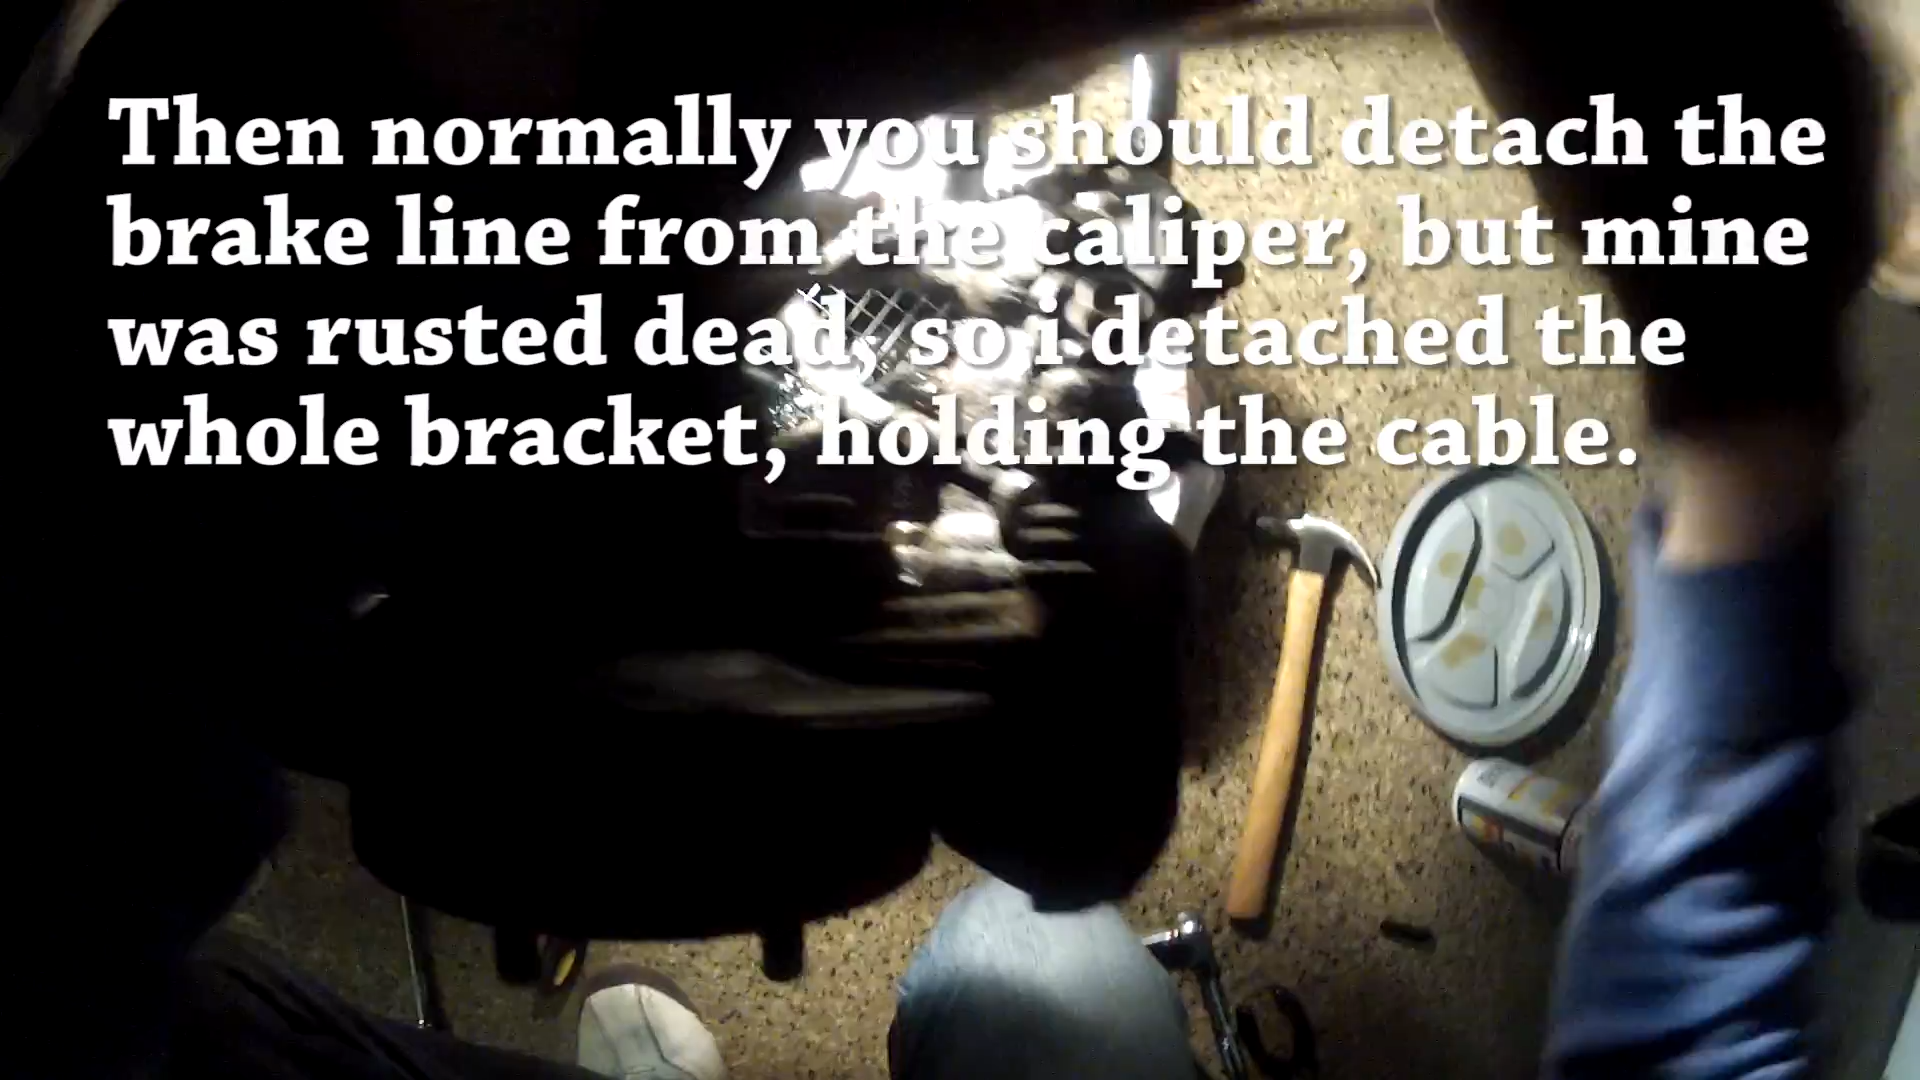 Then normally you should detach the
brake line from the caliper, but mine
was rusted dead, so i detached the
whole bracket, holding the cable.